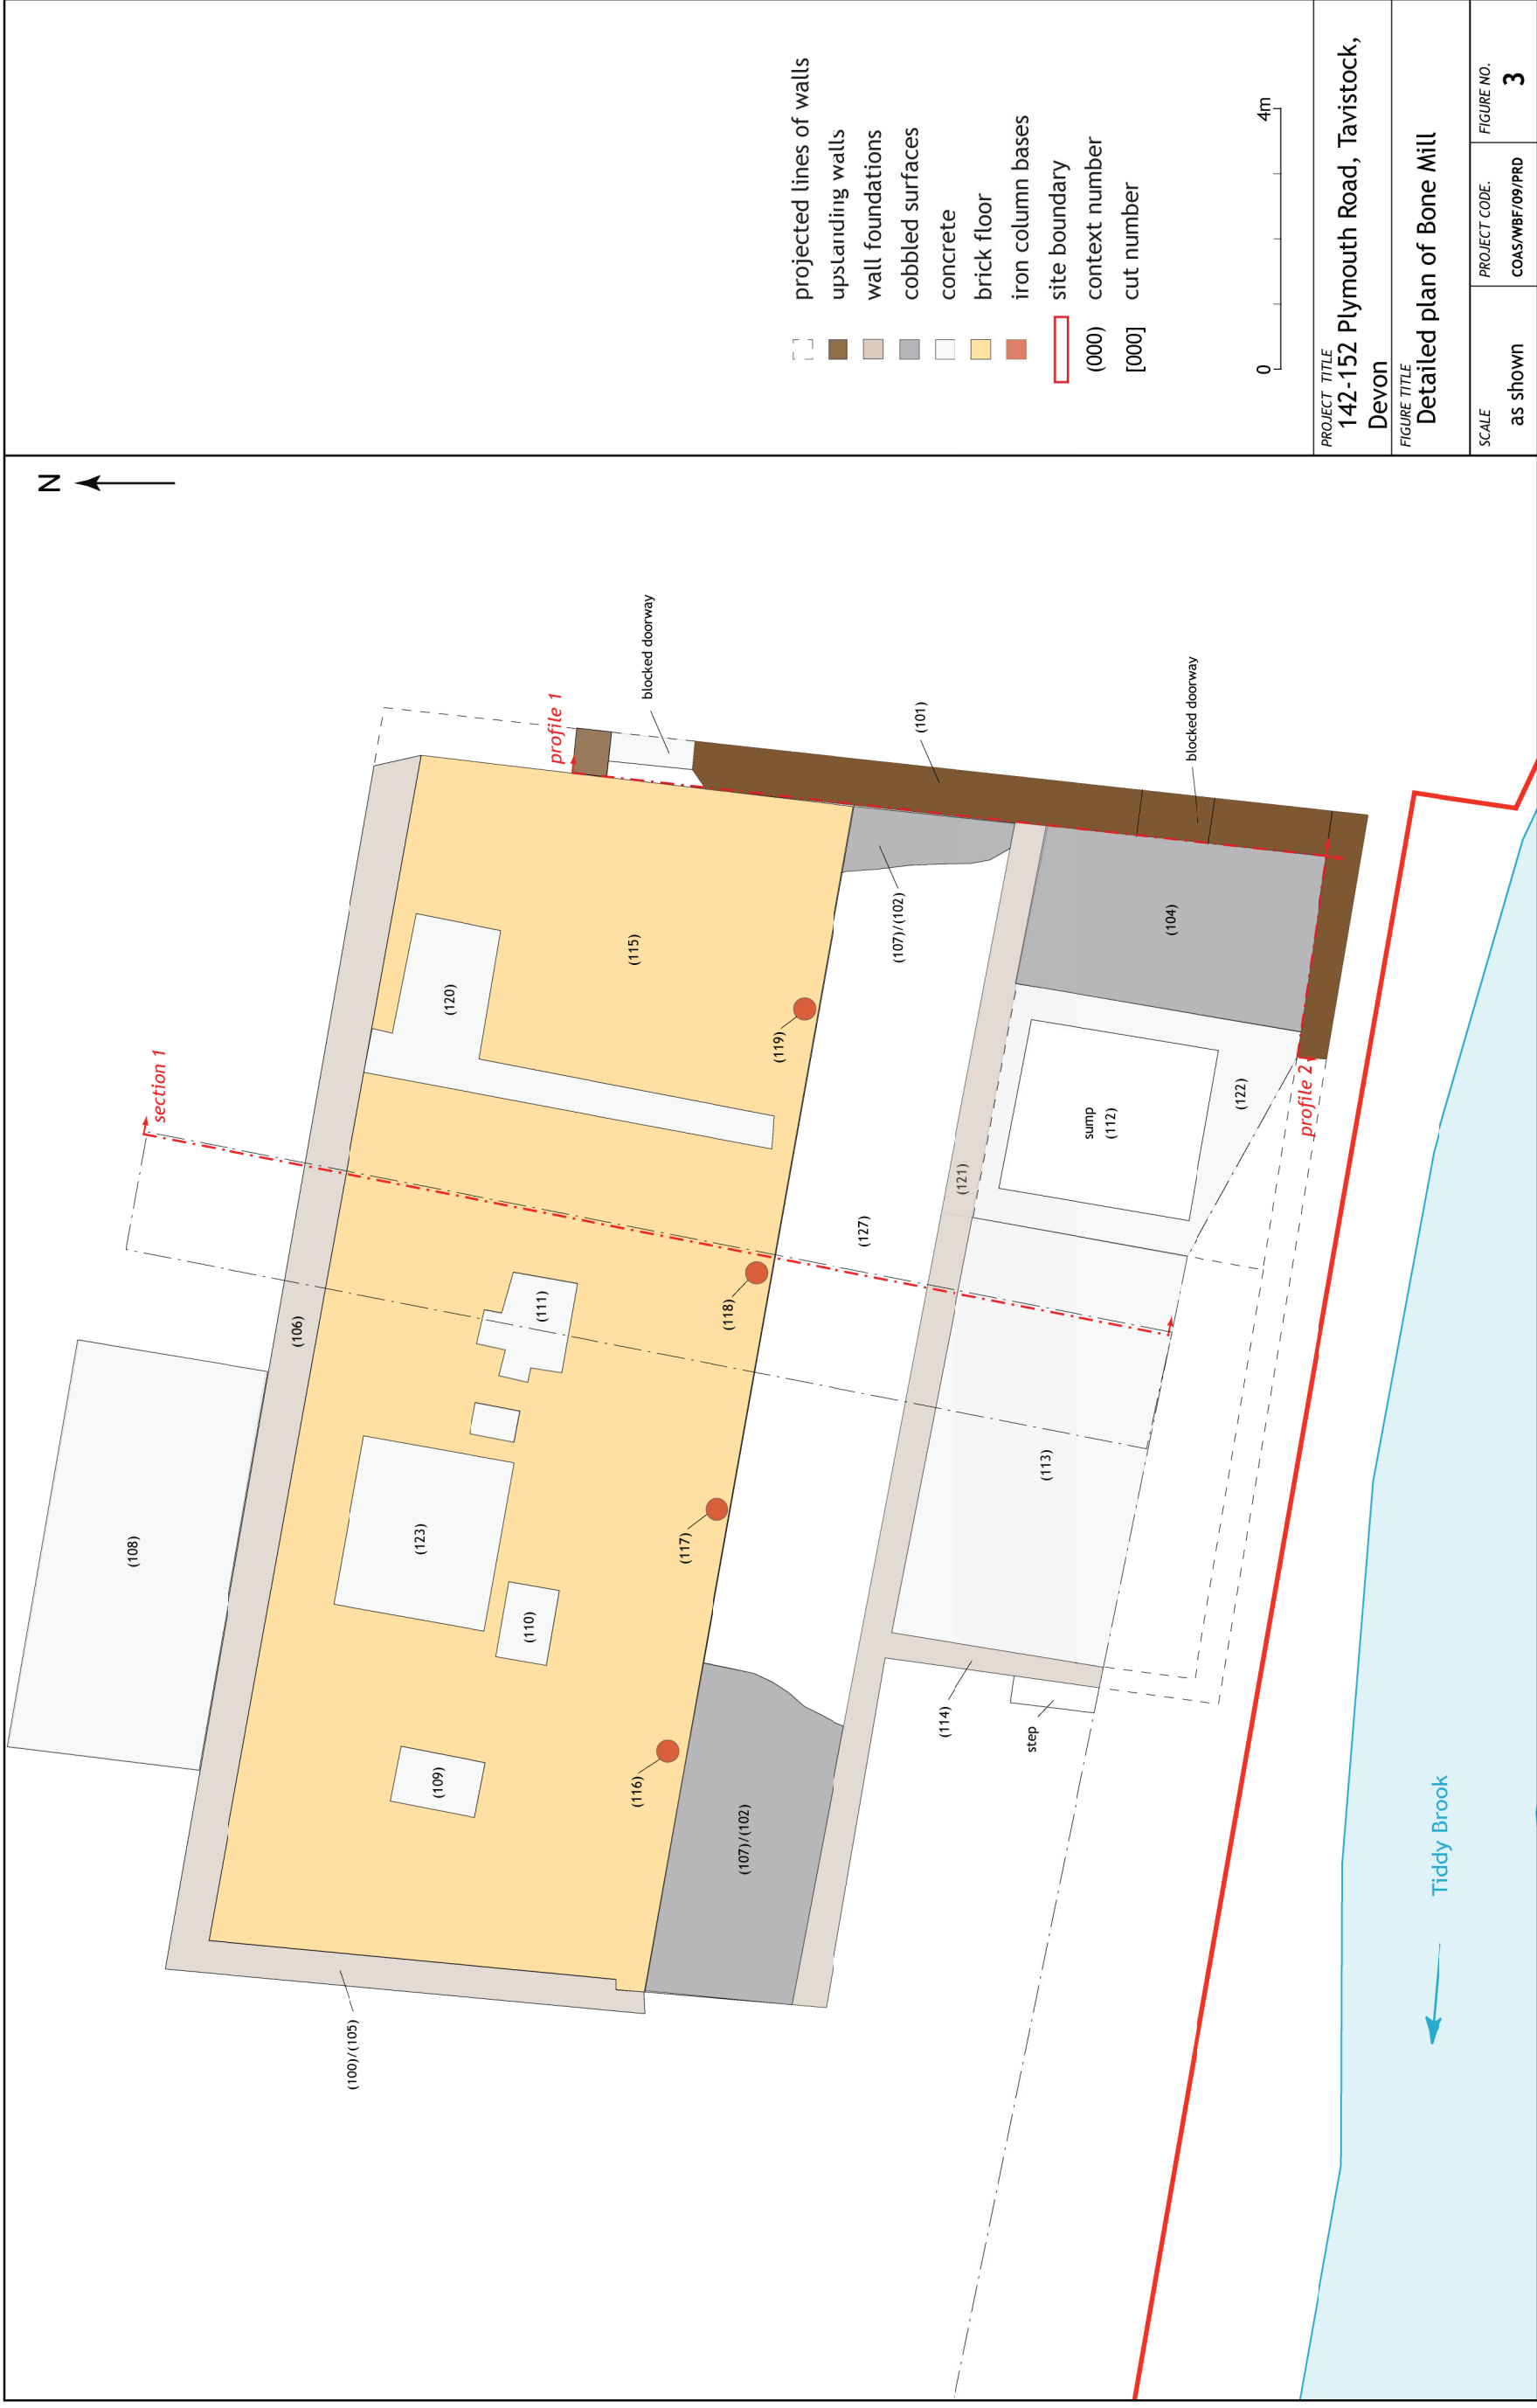 N
section 1
(108)
(106)
(120)
(115)
(123)
(111)
(110)
(109)
(100)/(105)
profile 1
blocked doorway
(101)
(119)
(118)
(117)
(116)
(107)/(102)
(107)/(102)
(127)
(121)
(104)
blocked doorway
sump
(112)
(122)
profile 2
(113)
(114)
step
Tiddy Brook
projected lines of walls
upstanding walls
wall foundations
cobbled surfaces
concrete
brick floor
iron column bases
site boundary
(000) context number
[000] cut number
0 4m
PROJECT TITLE
142-152 Plymouth Road, Tavistock,
Devon
FIGURE TITLE
Detailed plan of Bone Mill
SCALE
as shown
PROJECT CODE.
COAS/WBF/09/PRD
FIGURE NO.
3